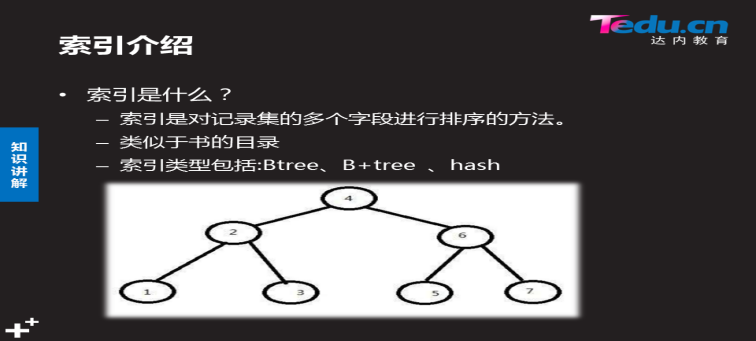 Tedu.cn
达内教育
索引介绍
• 索引是什么？
– 索引是对记录集的多个字段进行排序的方法。
– 类似于书的目录
– 索引类型包括:Btree、B+tree 、hash
知识讲解
4
2
6
1
3
5
7